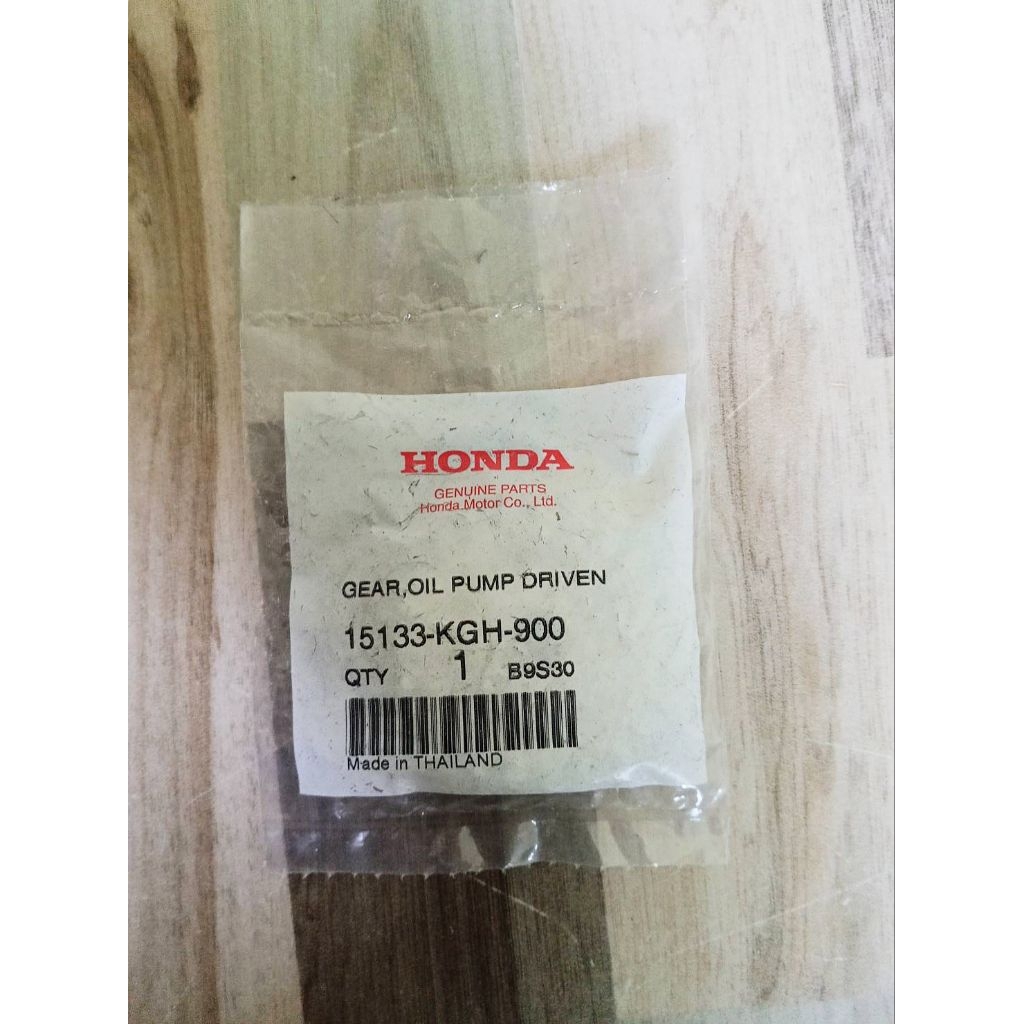 HONDA
GENUINE PARTS
Honda Motor Co., Ltd.
GEAR,OIL PUMP DRIVEN
15133-KGH-900
QTY 1 B9S30
Made in THAILAND